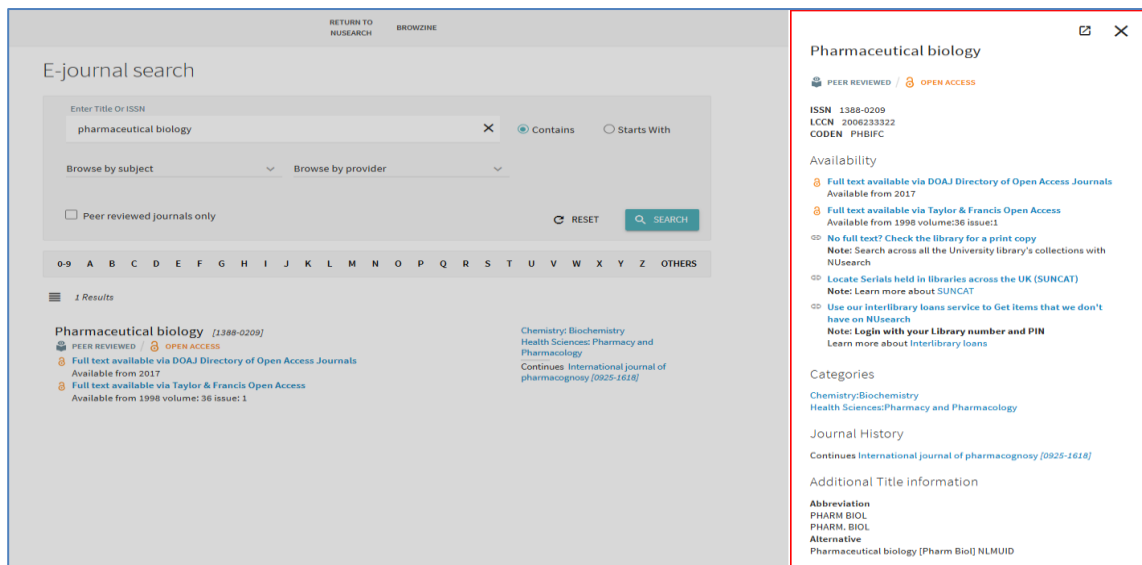 RETURN TO
NUSEARCH
BROWZINE
E-journal search
Enter Title Or ISSN
pharmaceutical biology
Contains
Starts With
Browse by subject
Browse by provider
Peer reviewed journals only
RESET
SEARCH
0-9 A B C D E F G H I J K L M N O P Q R S T U V W X Y Z OTHERS
1 Results
Pharmaceutical biology [1388-0209]
PEER REVIEWED / OPEN ACCESS
Full text available via DOAJ Directory of Open Access Journals
Available from 2017
Full text available via Taylor & Francis Open Access
Available from 1998 volume: 36 issue: 1
Chemistry: Biochemistry
Health Sciences: Pharmacy and
Pharmacology
Continues International journal of
pharmacognosy [0925-1618]
Pharmaceutical biology
PEER REVIEWED / OPEN ACCESS
ISSN 1388-0209
LCCN 2006233322
CODEN PHBIFC
Availability
Full text available via DOAJ Directory of Open Access Journals
Available from 2017
Full text available via Taylor & Francis Open Access
Available from 1998 volume:36 issue:1
No full text? Check the library for a print copy
Note: Search across all the University library's collections with
NUsearch
Locate Serials held in libraries across the UK (SUNCAT)
Note: Learn more about SUNCAT
Use our interlibrary loans service to Get items that we don't
have on NUsearch
Note: Login with your Library number and PIN
Learn more about Interlibrary loans
Categories
Chemistry:Biochemistry
Health Sciences:Pharmacy and Pharmacology
Journal History
Continues International journal of pharmacognosy [0925-1618]
Additional Title information
Abbreviation
PHARM BIOL
PHARM. BIOL
Alternative
Pharmaceutical biology [Pharm Biol] NLMUID